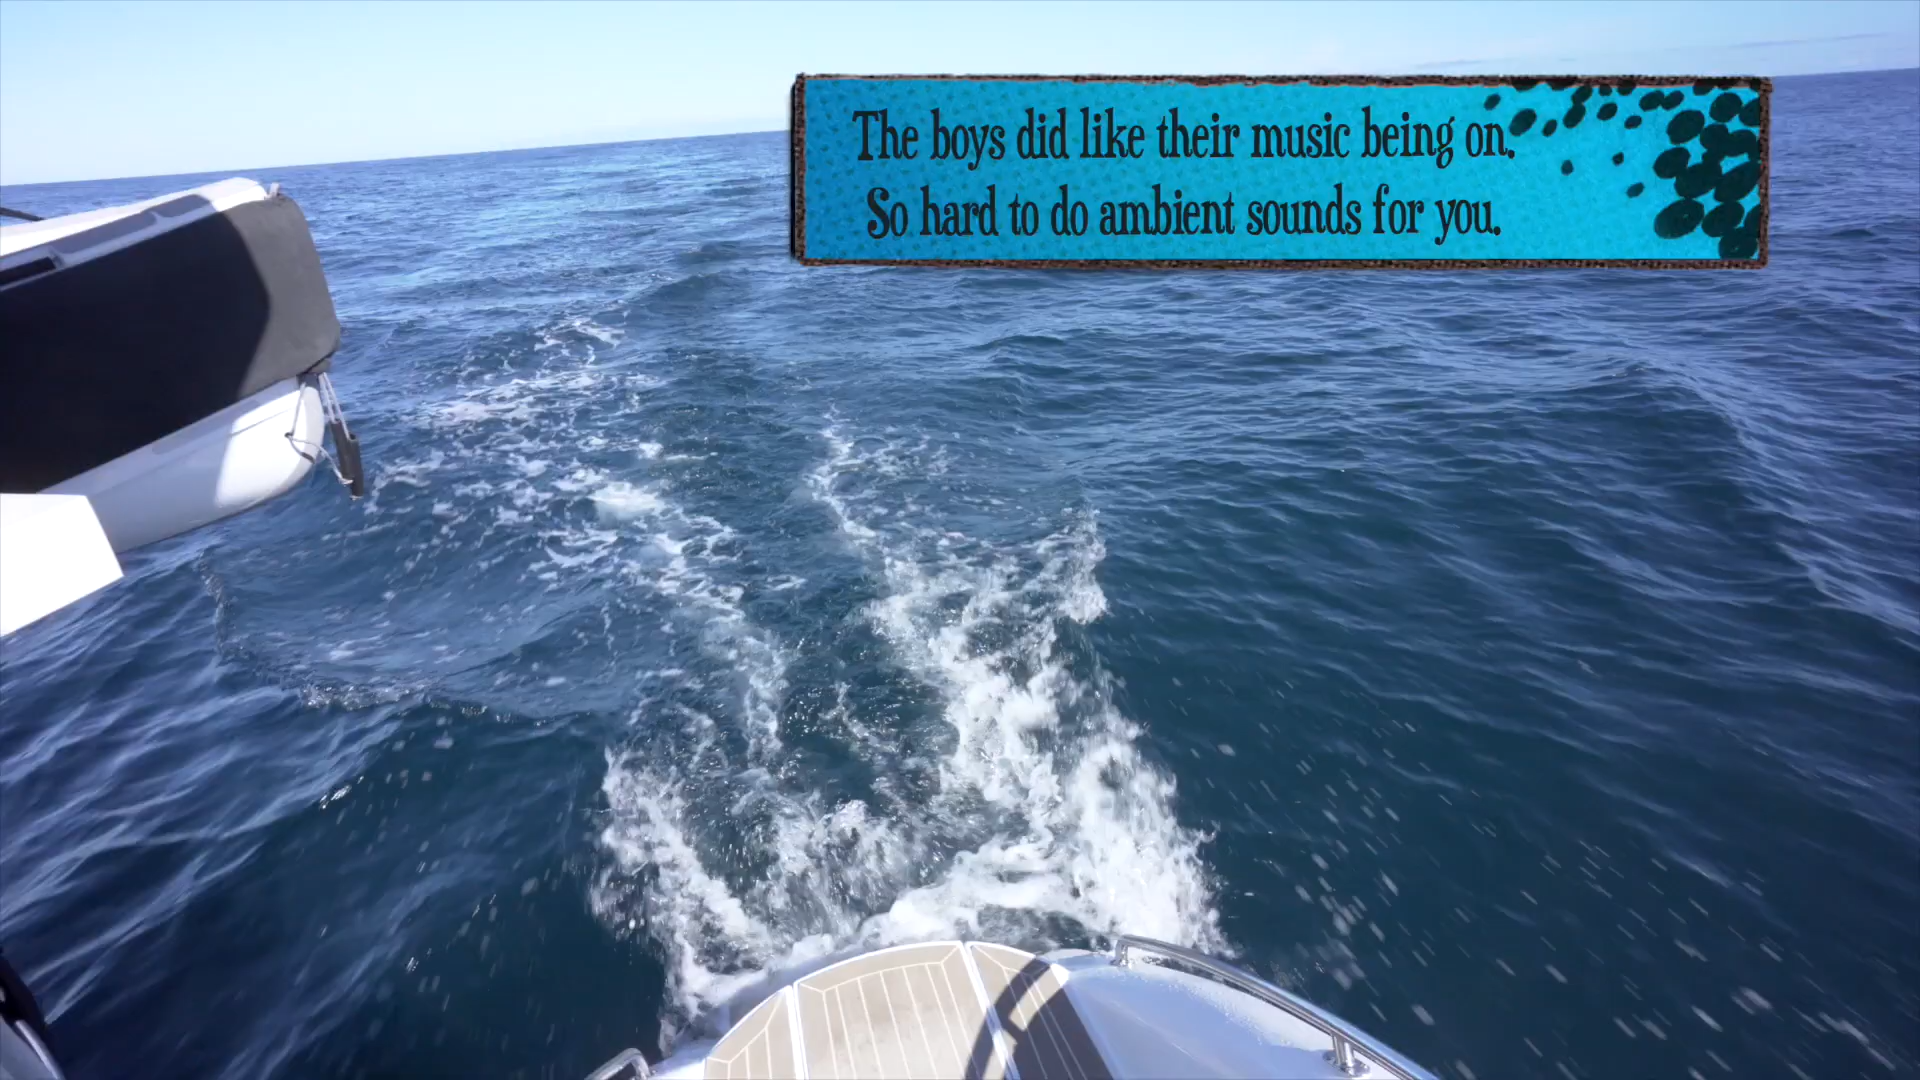 The boys did like their music being on.
So hard to do ambient sounds for you.